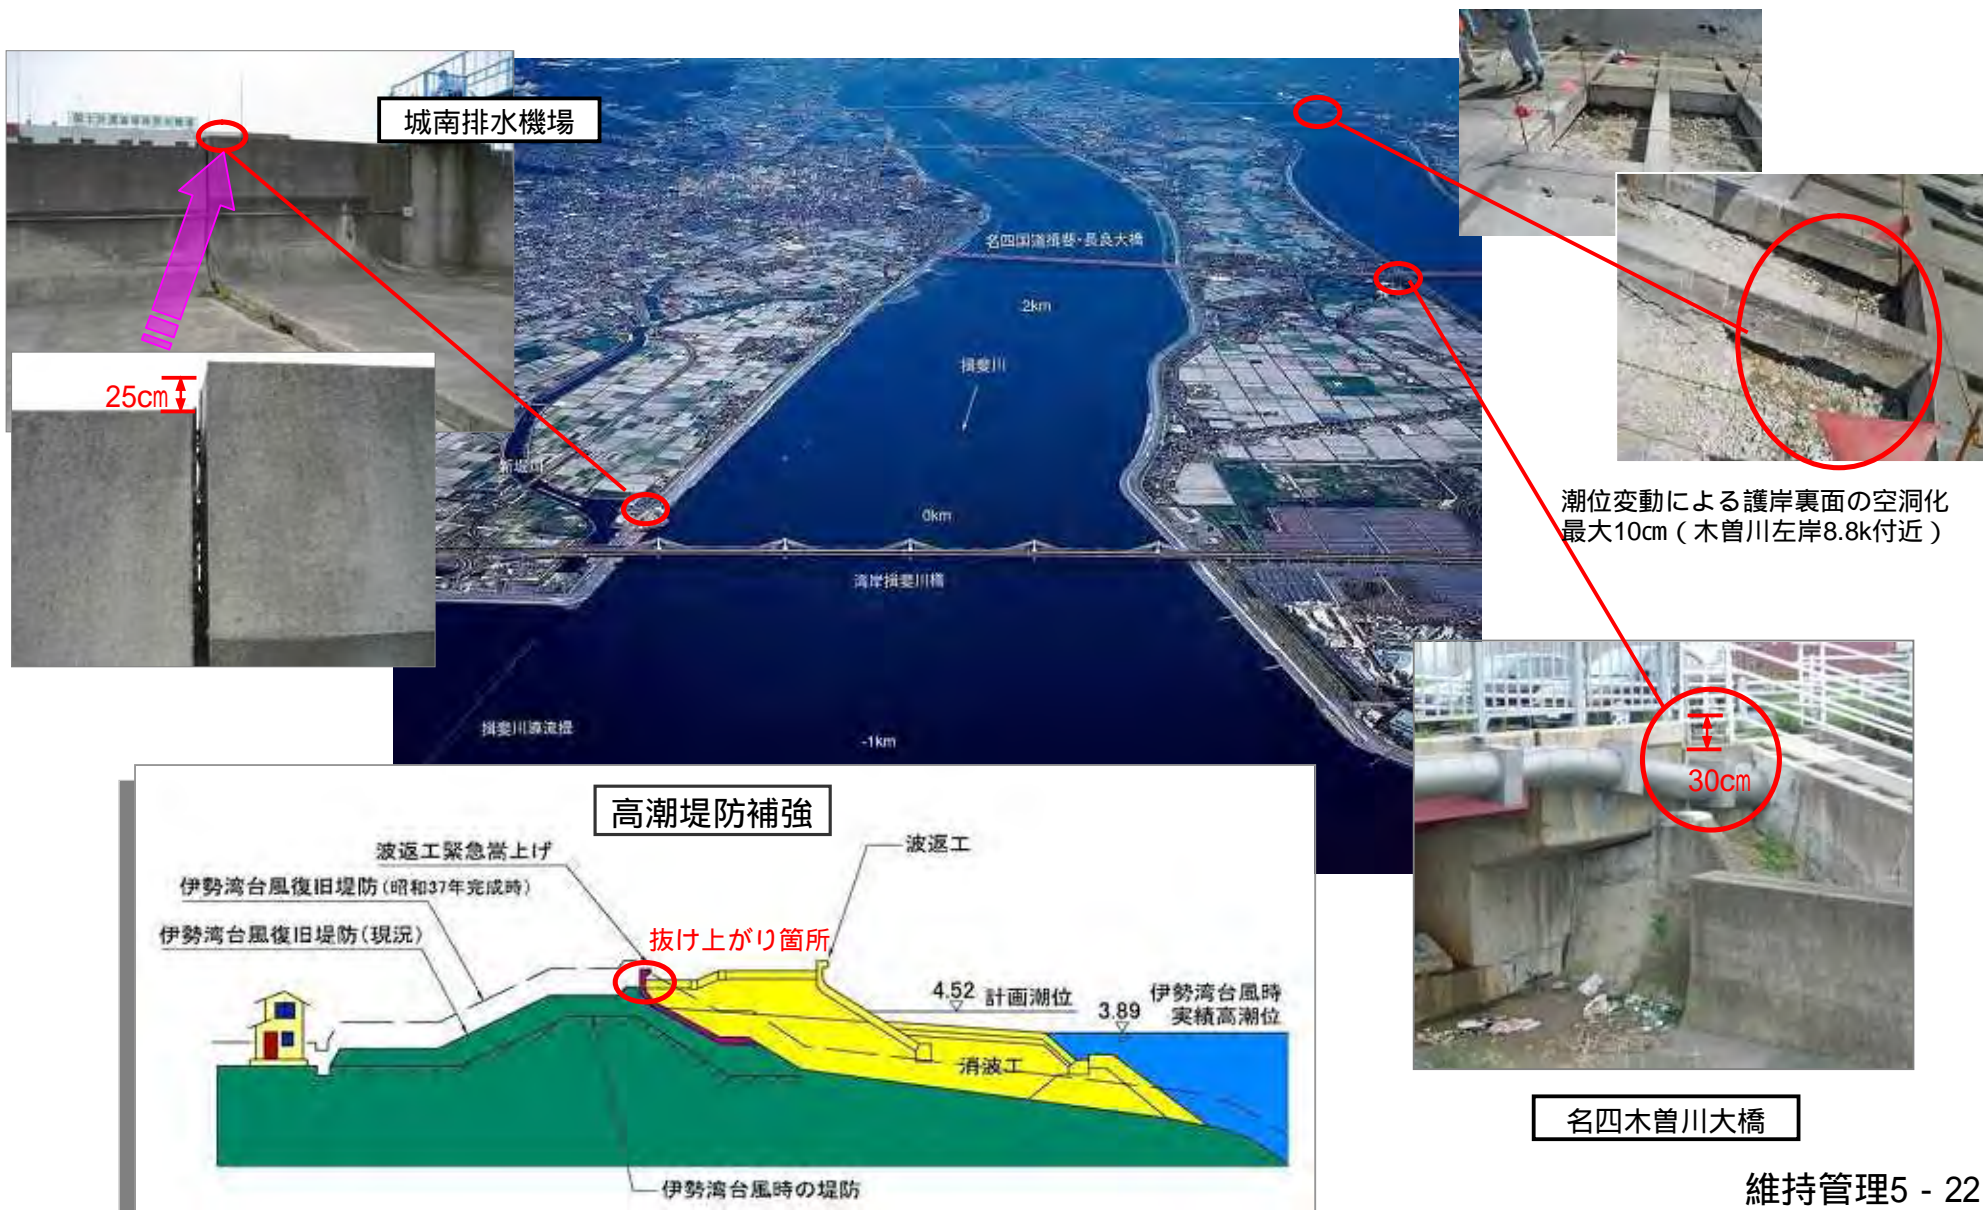 城南排水機場
25cm
名四国道揖斐・長良大橋
2km
揖斐川
新堀川
0km
湾岸揖斐川橋
揖斐川導流堤
-1km
潮位変動による護岸裏面の空洞化
最大10cm（木曽川左岸8.8k付近）
30cm
名四木曽川大橋
高潮堤防補強
波返工緊急嵩上げ
波返工
伊勢湾台風復旧堤防(昭和37年完成時)
伊勢湾台風復旧堤防(現況)
抜け上がり箇所
4.52 計画潮位
3.89 伊勢湾台風時
実績高潮位
消波工
伊勢湾台風時の堤防
維持管理5 - 22